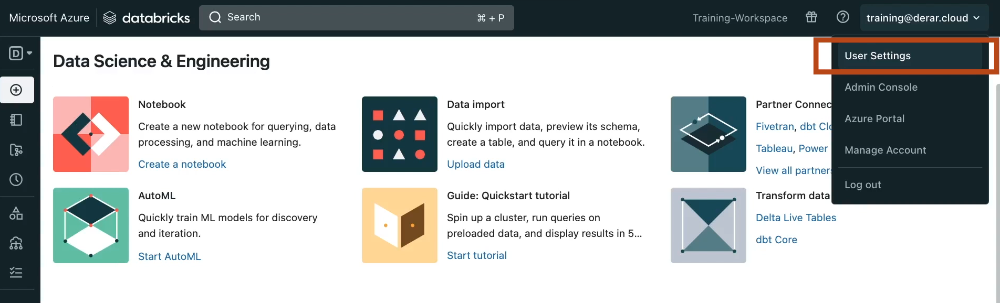 Microsoft Azure
databricks
Search
⌘ + P
Training-Workspace
training@derar.cloud
D
Data Science & Engineering
User Settings
Admin Console
Azure Portal
Manage Account
Log out
Notebook
Create a new notebook for querying, data
processing, and machine learning.
Create a notebook
Data import
Quickly import data, preview its schema,
create a table, and query it in a notebook.
Upload data
Partner Connec
Fivetran, dbt Clo
Tableau, Power
View all partners
AutoML
Quickly train ML models for discovery
and iteration.
Start AutoML
Guide: Quickstart tutorial
Spin up a cluster, run queries on
preloaded data, and display results in 5...
Start tutorial
Transform data
Delta Live Tables
dbt Core